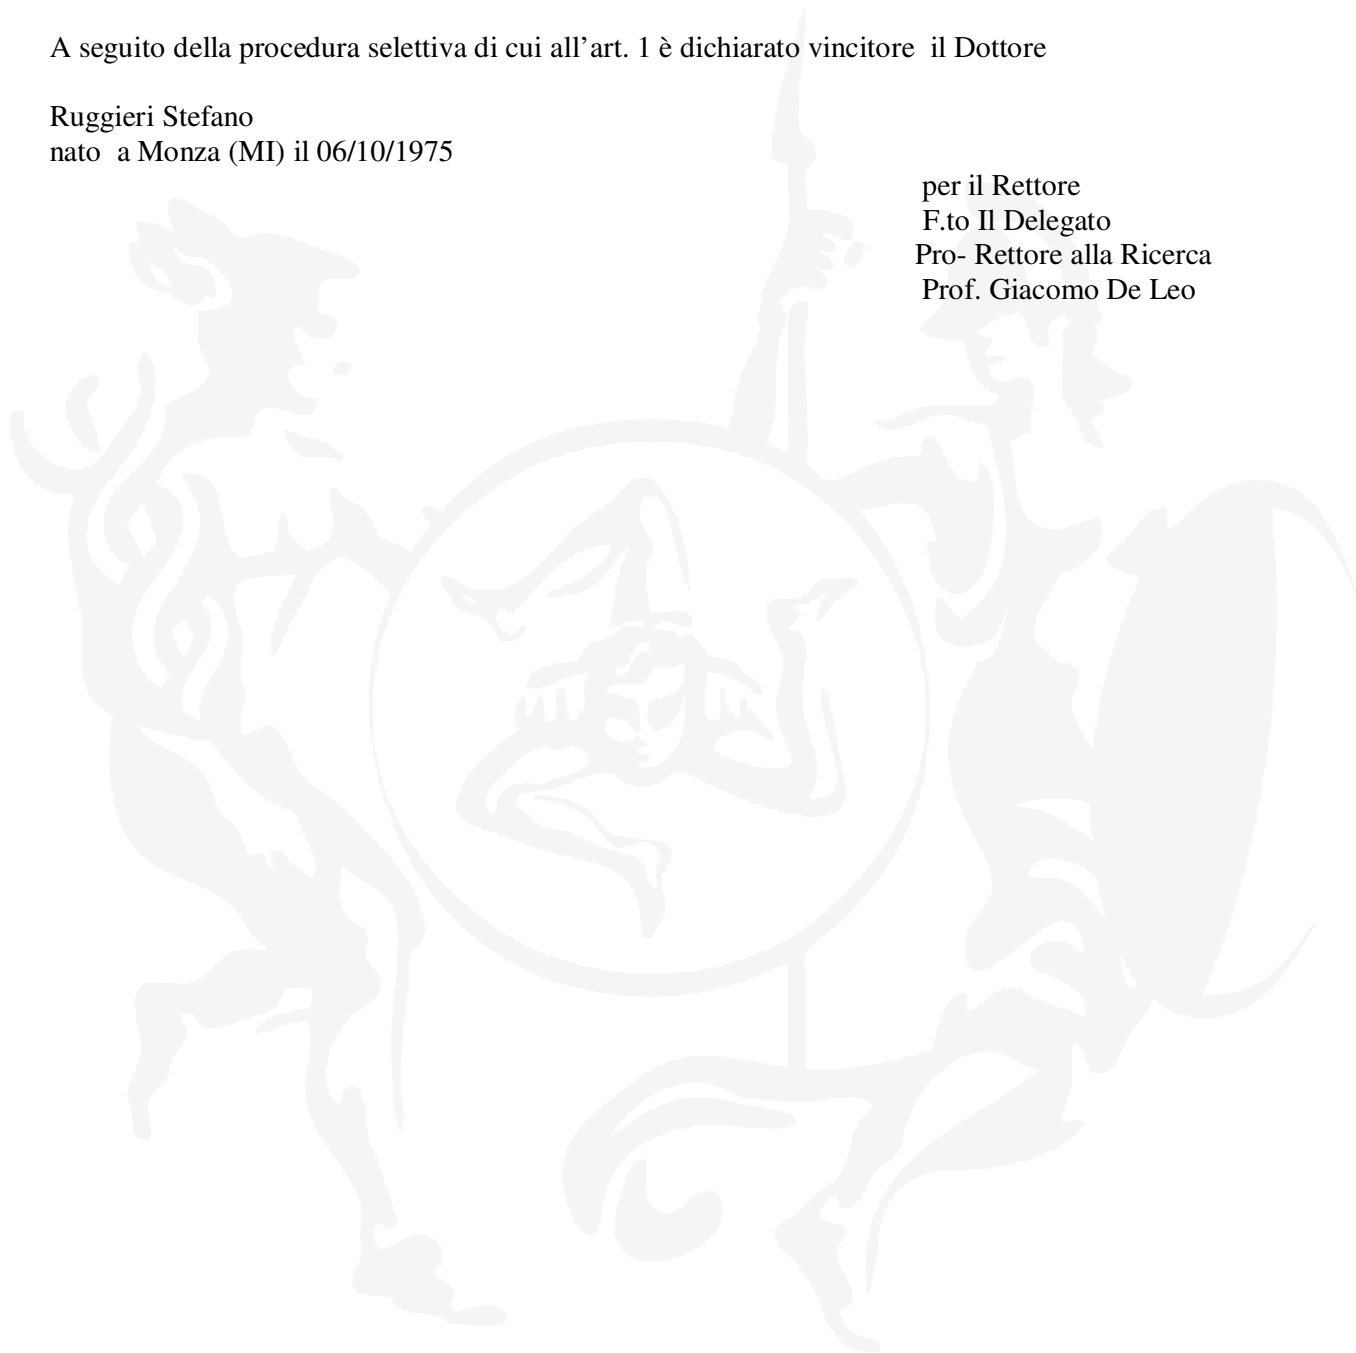 A seguito della procedura selettiva di cui all’art. 1 è dichiarato vincitore  il Dottore
Ruggieri Stefano
nato  a Monza (MI) il 06/10/1975
per il Rettore
F.to Il Delegato
Pro- Rettore alla Ricerca
Prof. Giacomo De Leo